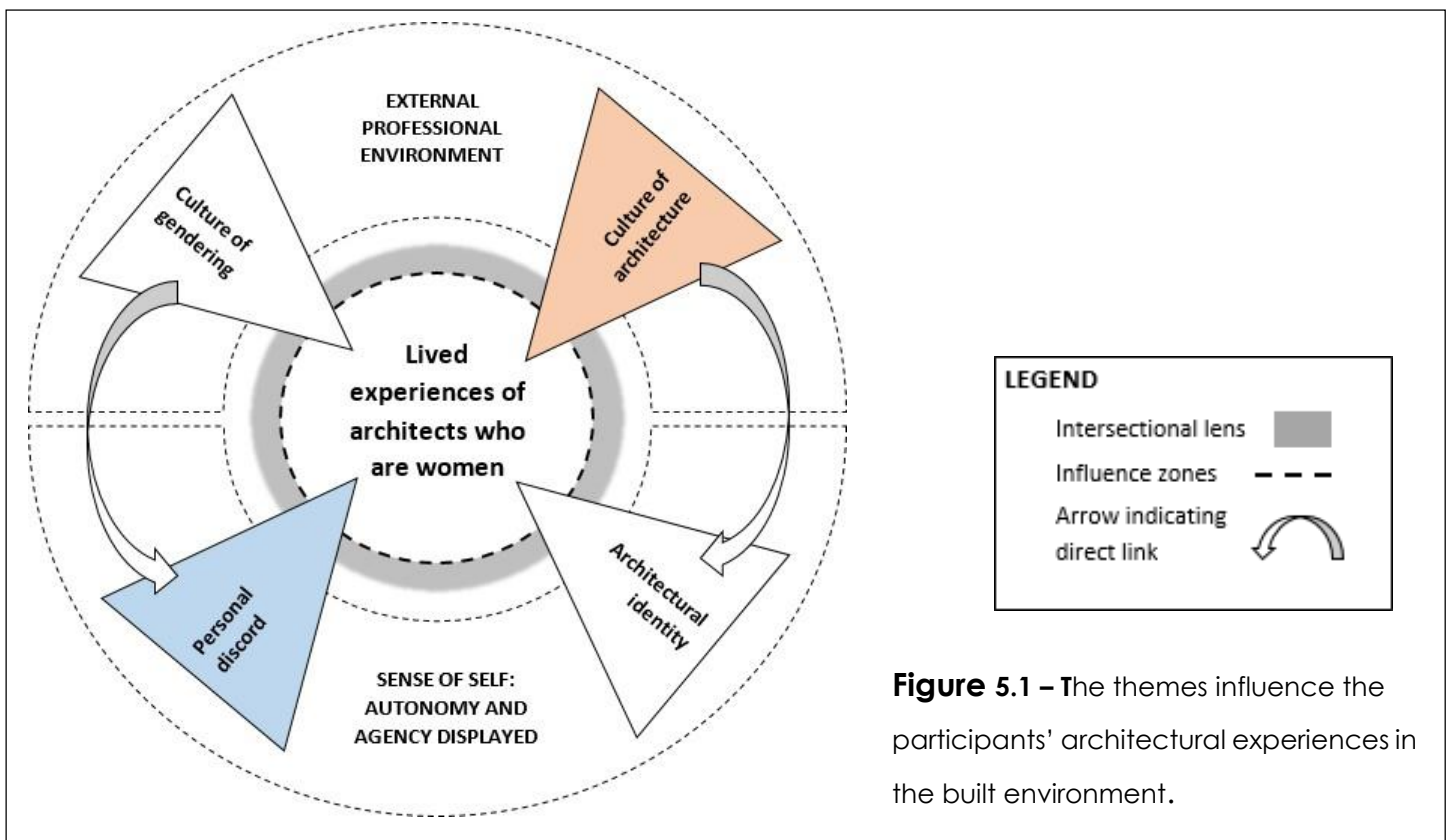 EXTERNAL
PROFESSIONAL
ENVIRONMENT
Culture of
gendering
Culture of
architecture
Lived
experiences of
architects who
are women
Personal
discord
Architectural
identity
SENSE OF SELF:
AUTONOMY AND
AGENCY DISPLAYED
LEGEND
Intersectional lens
Influence zones
Arrow indicating
direct link
Figure 5.1 – The themes influence the
participants’ architectural experiences in
the built environment.